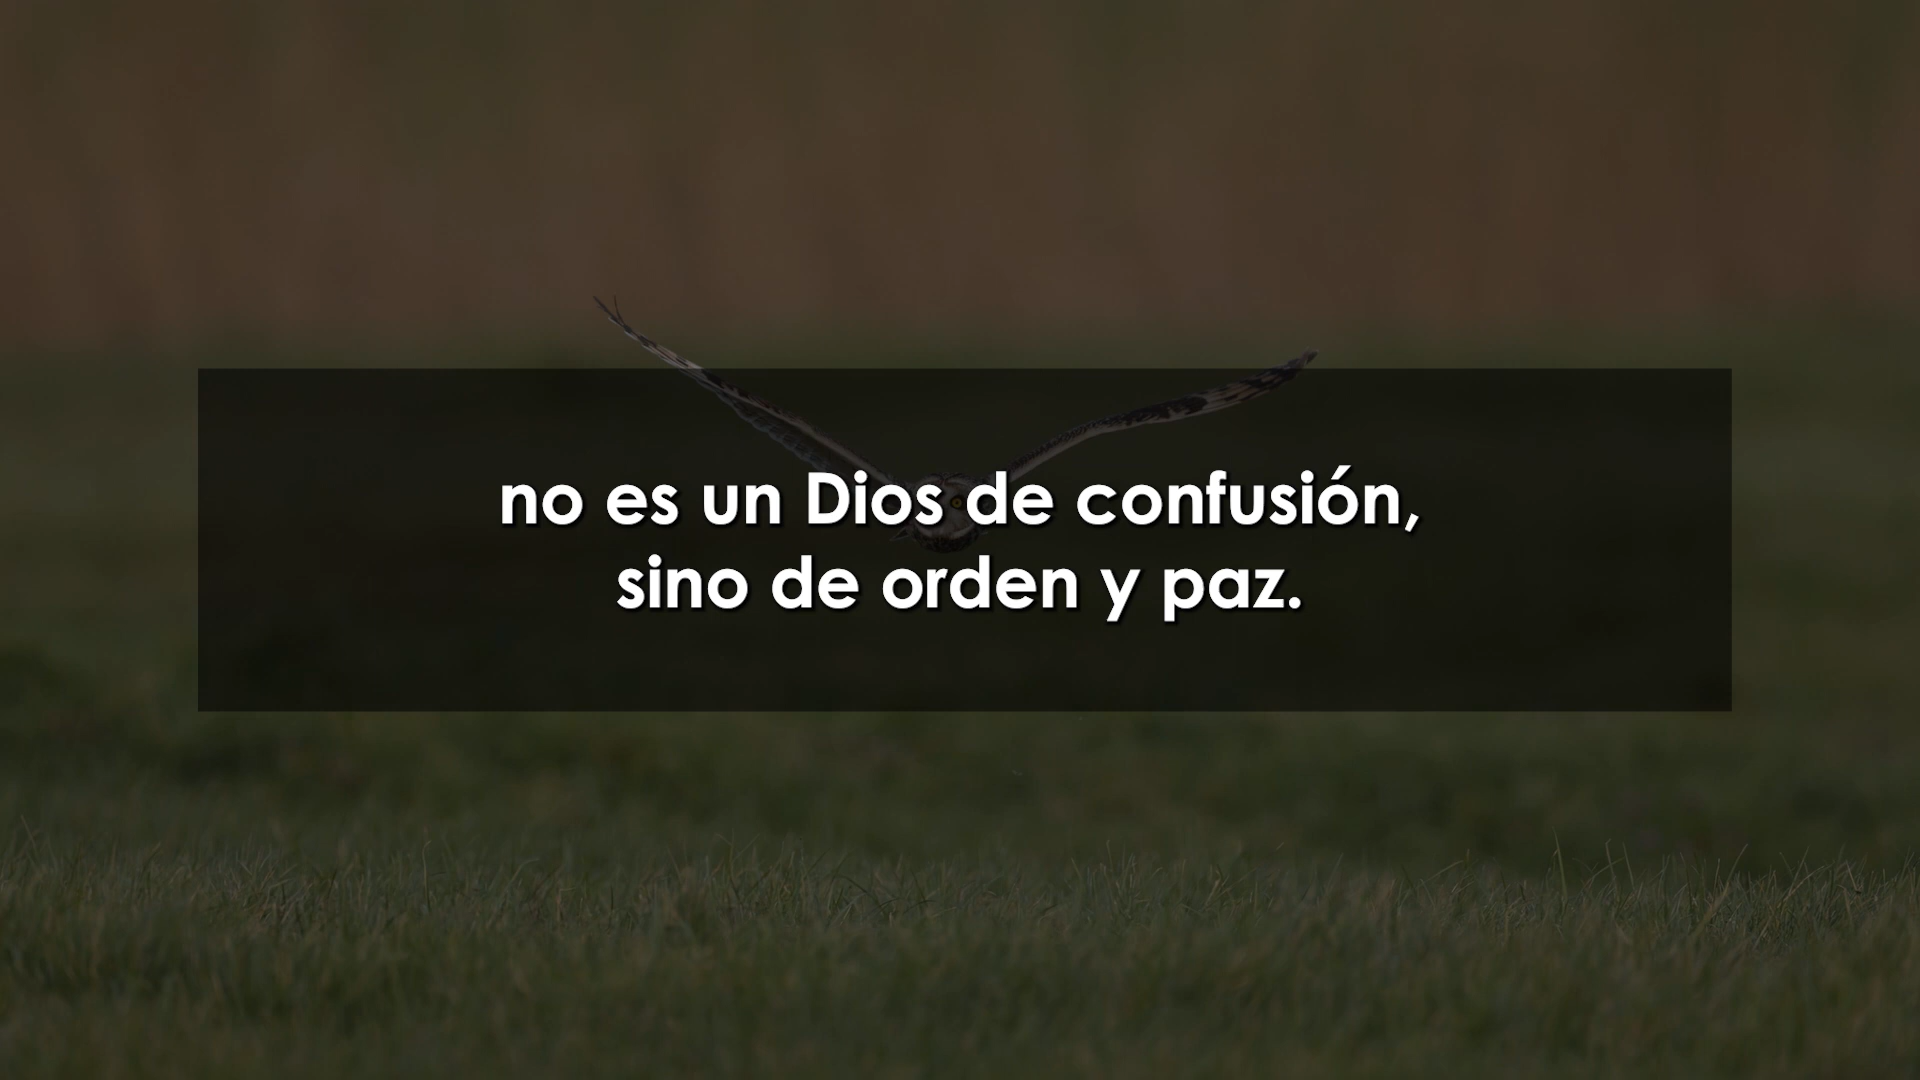 no es un Dios de confusión,
sino de orden y paz.